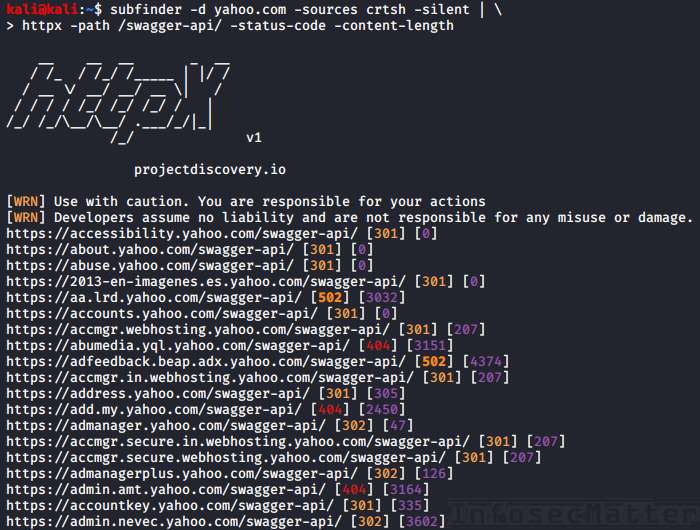 kali@kali:~$ subfinder -d yahoo.com -sources crtsh -silent | \
> httpx -path /swagger-api/ -status-code -content-length
httpx
v1
projectdiscovery.io
[WRN] Use with caution. You are responsible for your actions
[WRN] Developers assume no liability and are not responsible for any misuse or damage.
https://accessibility.yahoo.com/swagger-api/ [301] [0]
https://about.yahoo.com/swagger-api/ [301] [0]
https://abuse.yahoo.com/swagger-api/ [301] [0]
https://2013-en-imagenes.es.yahoo.com/swagger-api/ [301] [0]
https://aa.lrd.yahoo.com/swagger-api/ [502] [3032]
https://accounts.yahoo.com/swagger-api/ [301] [0]
https://accmgr.webhosting.yahoo.com/swagger-api/ [301] [207]
https://abumedia.yql.yahoo.com/swagger-api/ [404] [3151]
https://adfeedback.beap.adx.yahoo.com/swagger-api/ [502] [4374]
https://accmgr.in.webhosting.yahoo.com/swagger-api/ [301] [207]
https://address.yahoo.com/swagger-api/ [301] [305]
https://add.my.yahoo.com/swagger-api/ [404] [2450]
https://admanager.yahoo.com/swagger-api/ [302] [47]
https://accmgr.secure.in.webhosting.yahoo.com/swagger-api/ [301] [207]
https://accmgr.secure.webhosting.yahoo.com/swagger-api/ [301] [207]
https://admanagerplus.yahoo.com/swagger-api/ [302] [126]
https://admin.amt.yahoo.com/swagger-api/ [404] [3164]
https://accountkey.yahoo.com/swagger-api/ [301] [335]
https://admin.nevec.yahoo.com/swagger-api/ [302] [3602]
InfosecMatter